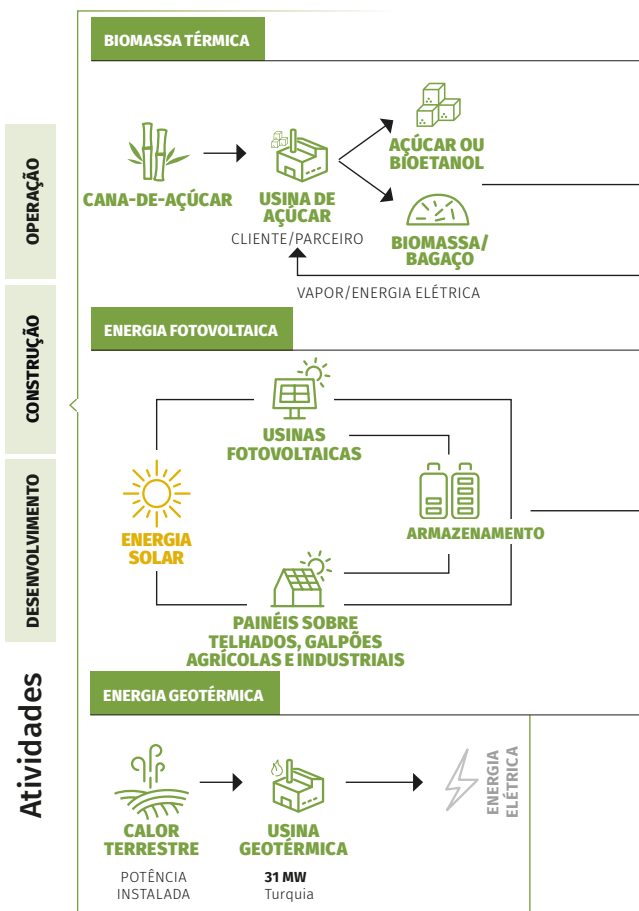 BIOMASSA TÉRMICA
CANA-DE-AÇÚCAR
USINA DE
AÇÚCAR
CLIENTE/PARCEIRO
AÇÚCAR OU
BIOETANOL
BIOMASSA/
BAGAÇO
VAPOR/ENERGIA ELÉTRICA
ENERGIA FOTOVOLTAICA
USINAS
FOTOVOLTAICAS
ENERGIA
SOLAR
ARMAZENAMENTO
PAINÉIS SOBRE
TELHADOS, GALPÕES
AGRÍCOLAS E INDUSTRIAIS
ENERGIA GEOTÉRMICA
CALOR
TERRESTRE
USINA
GEOTÉRMICA
ENERGIA
ELÉTRICA
POTÊNCIA
INSTALADA
31 MW
Turquia
Atividades
DESENVOLVIMENTO
CONSTRUÇÃO
OPERAÇÃO